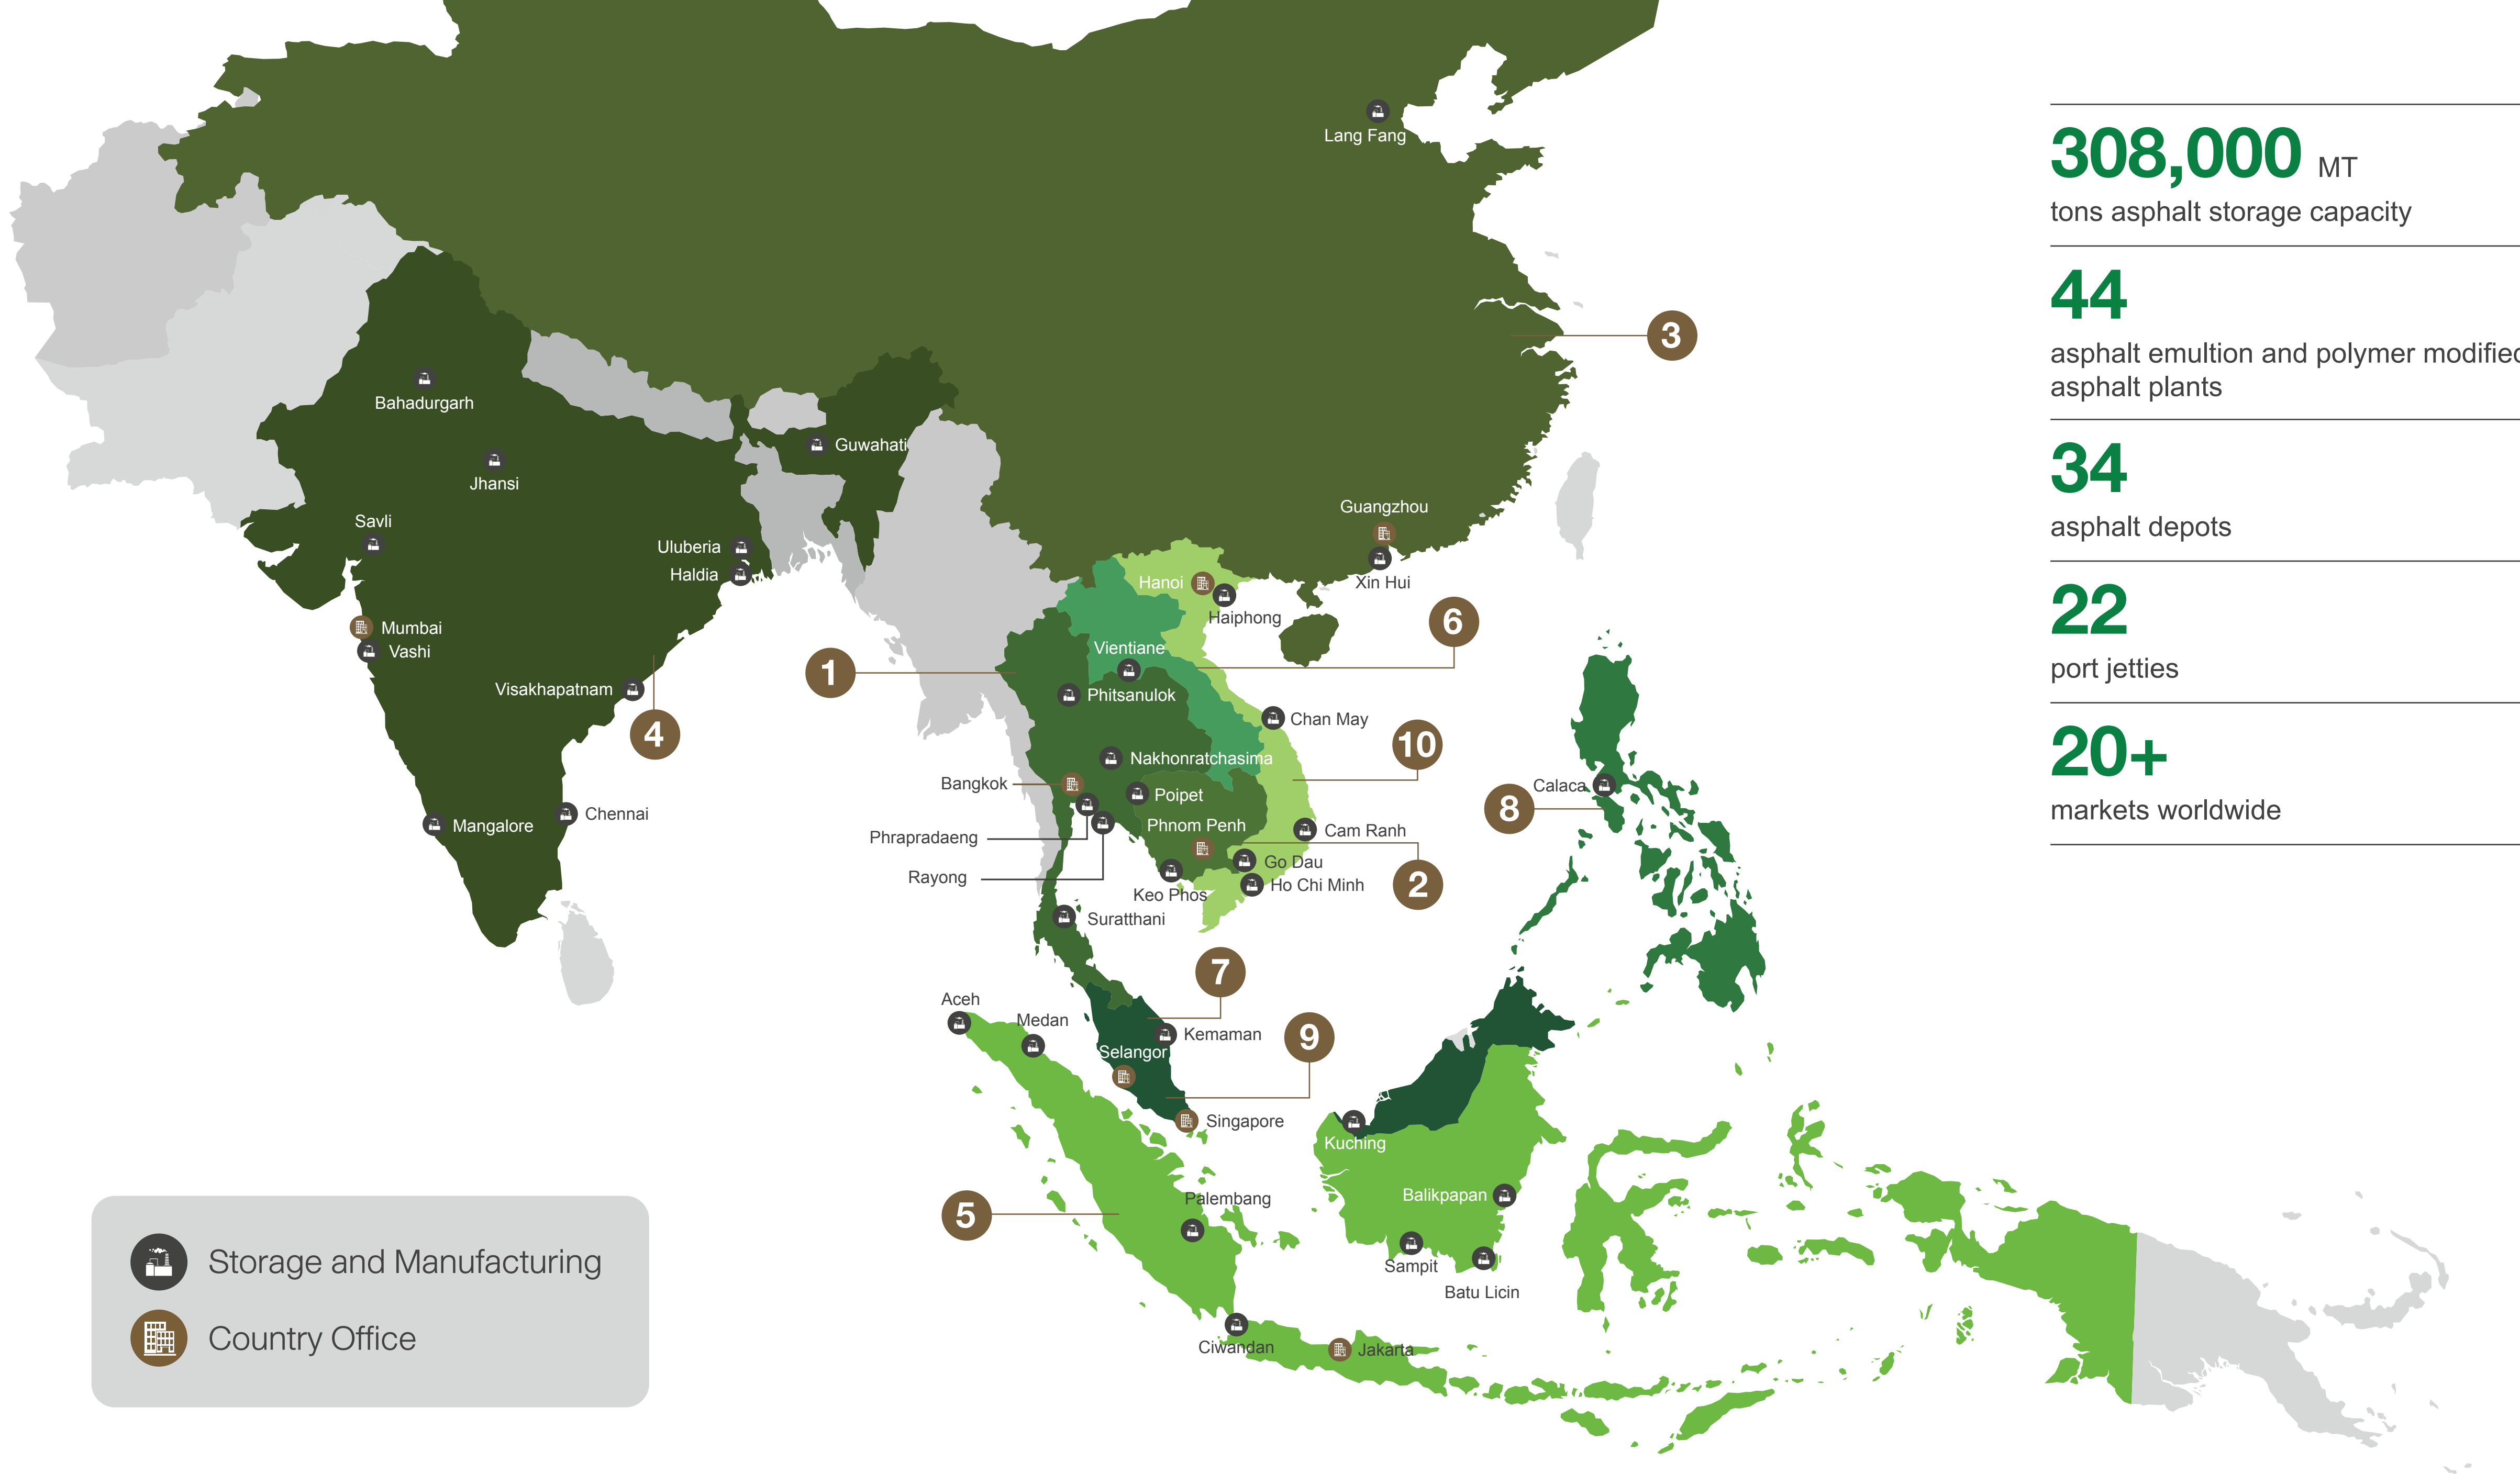 Lang Fang
308,000 MT
tons asphalt storage capacity
44
asphalt emultion and polymer modified
asphalt plants
34
asphalt depots
22
port jetties
20+
markets worldwide
3
Bahadurgarh
Guwahati
Jhansi
Savli
Guangzhou
Uluberia
Haldia
Xin Hui
Hanoi
Haiphong
6
Mumbai
Vashi
Vientiane
1
Visakhapatnam
Phitsanulok
4
Chan May
10
Nakhonratchasima
Bangkok
Poipet
Calaca
8
Mangalore
Chennai
Phnom Penh
Phrapradaeng
Cam Ranh
Go Dau
Rayong
Keo Phos
Ho Chi Minh
2
Suratthani
7
Aceh
Medan
Kemaman
9
Selangor
Singapore
Kuching
5
Palembang
Balikpapan
Sampit
Batu Licin
Ciwandan
Jakarta
Storage and Manufacturing
Country Office